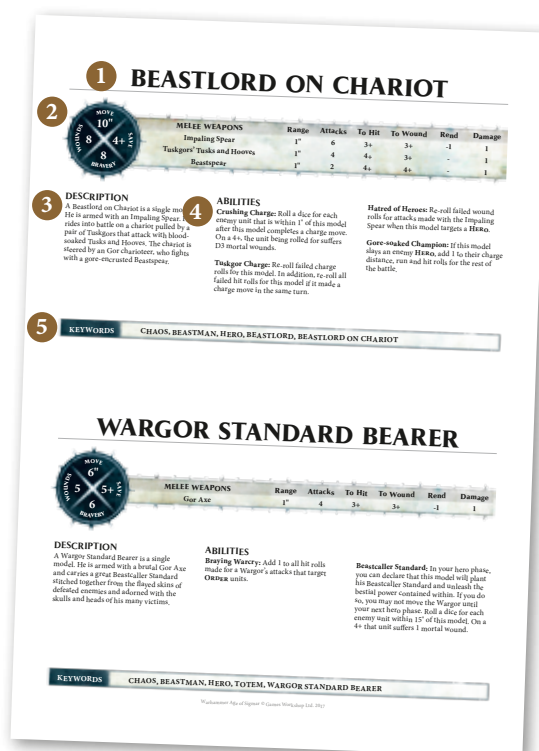 1 BEASTLORD ON CHARIOT
2
MOVE
10"
WOUNDS 8 4+ SAVE
8
BRAVERY
MELEE WEAPONS Range Attacks To Hit To Wound Rend Damage
Impaling Spear 1" 6 3+ 3+ -1 1
Tuskgors' Tusks and Hooves 1" 4 4+ 3+ - 1
Beastspear 1" 2 4+ 4+ - 1
3 DESCRIPTION
A Beastlord on Chariot is a single
He is armed with an Impaling Spear.
rides into battle on a chariot pulled by a
pair of Tuskgors that attack with blood-
soaked Tusks and Hooves. The chariot is
steered by an Gor charioteer, who fights
with a gore-encrusted Beastspear.
4 ABILITIES
Crushing Charge: Roll a dice for each
enemy unit that is within 1" of this model
after this model completes a charge move.
On a 4+, the unit being rolled for suffers
D3 mortal wounds.
Tuskgor Charge: Re-roll failed charge
rolls for this model. In addition, re-roll all
failed hit rolls for this model if it made a
charge move in the same turn.
Hatred of Heroes: Re-roll failed wound
rolls for attacks made with the Impaling
Spear when this model targets a HERO.
Gore-soaked Champion: If this model
slays an enemy HERO, add 1 to their charge
distance, run and hit rolls for the rest of
the battle.
5 KEYWORDS CHAOS, BEASTMAN, HERO, BEASTLORD, BEASTLORD ON CHARIOT
WARGOR STANDARD BEARER
MOVE
6"
WOUNDS 5 5+ SAVE
6
BRAVERY
MELEE WEAPONS Range Attacks To Hit To Wound Rend Damage
Gor Axe 1" 4 3+ 3+ -1 1
DESCRIPTION
A Wargor Standard Bearer is a single
model. He is armed with a brutal Gor Axe
and carries a great Beastcaller Standard
stitched together from the flayed skins of
defeated enemies and adorned with the
skulls and heads of his many victims.
ABILITIES
Braying Warcry: Add 1 to all hit rolls
made for a Wargor's attacks that target
ORDER units.
Beastcaller Standard: In your hero phase,
you can declare that this model will plant
his Beastcaller Standard and unleash the
bestial power contained within. If you do
so, you may not move the Wargor until
your next hero phase. Roll a dice for each
enemy unit within 15" of this model. On a
4+ that unit suffers 1 mortal wound.
KEYWORDS CHAOS, BEASTMAN, HERO, TOTEM, WARGOR STANDARD BEARER
Warhammer Age of Sigmar © Games Workshop Ltd.